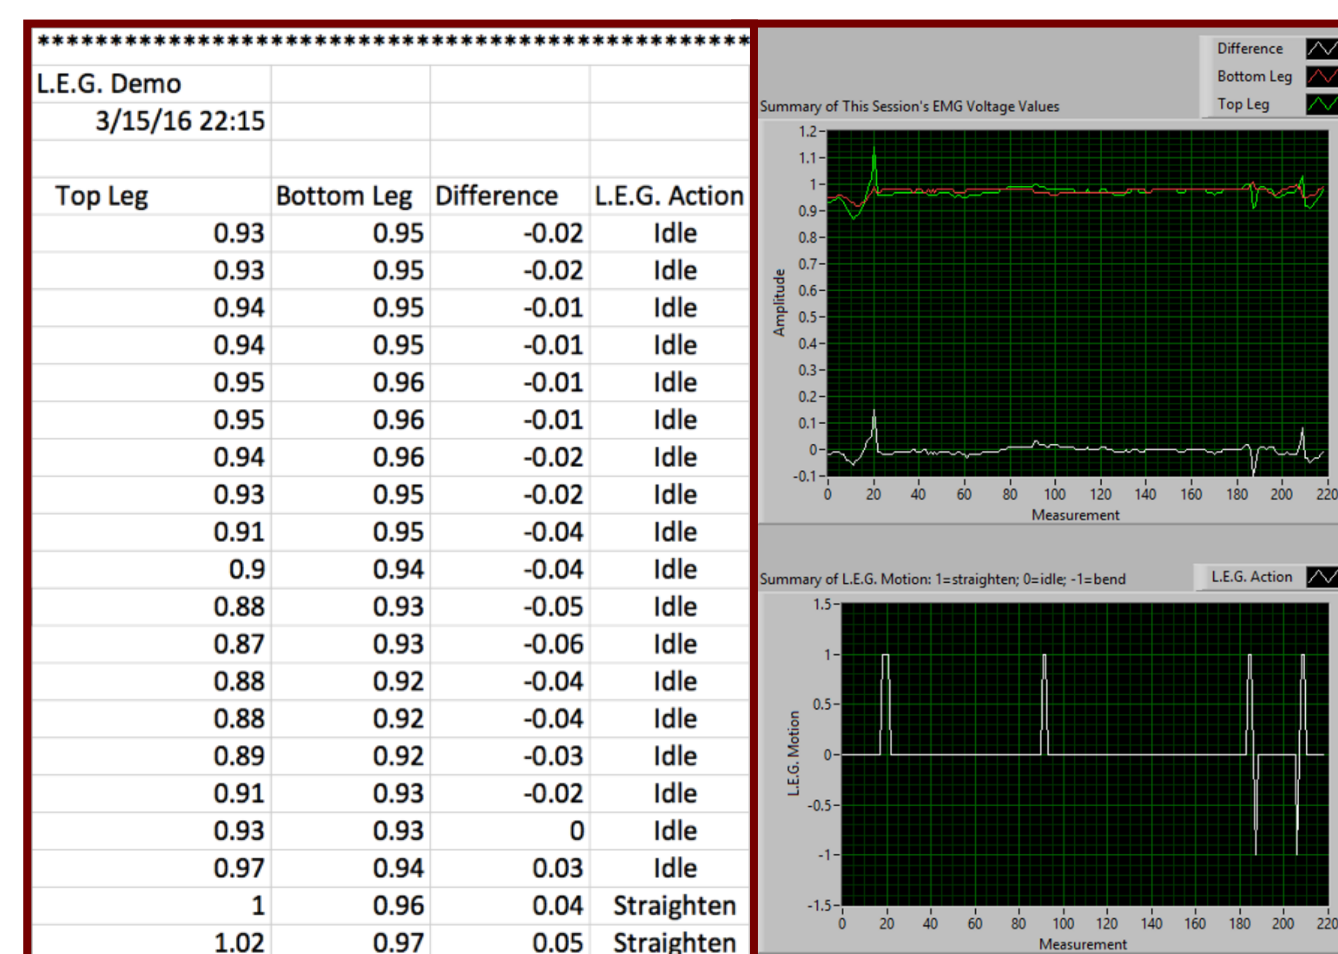 **************************************************
L.E.G. Demo
3/15/16 22:15
Top Leg Bottom Leg Difference L.E.G. Action
0.93 0.95 -0.02 Idle
0.93 0.95 -0.02 Idle
0.94 0.95 -0.01 Idle
0.94 0.95 -0.01 Idle
0.95 0.96 -0.01 Idle
0.95 0.96 -0.01 Idle
0.94 0.96 -0.02 Idle
0.93 0.95 -0.02 Idle
0.91 0.95 -0.04 Idle
0.9 0.94 -0.04 Idle
0.88 0.93 -0.05 Idle
0.87 0.93 -0.06 Idle
0.88 0.92 -0.04 Idle
0.88 0.92 -0.04 Idle
0.89 0.92 -0.03 Idle
0.91 0.93 -0.02 Idle
0.93 0.93 0 Idle
0.97 0.94 0.03 Idle
1 0.96 0.04 Straighten
1.02 0.97 0.05 Straighten
Difference
Bottom Leg
Top Leg
Summary of This Session's EMG Voltage Values
1.2
1.1
1
0.9
0.8
0.7
0.6
0.5
0.4
0.3
0.2
0.1
0
-0.1
Amplitude
0 20 40 60 80 100 120 140 160 180 200 220
Measurement
Summary of L.E.G. Motion: 1=straighten; 0=idle; -1=bend
L.E.G. Action
1.5
1
0.5
0
-0.5
-1
-1.5
L.E.G. Motion
0 20 40 60 80 100 120 140 160 180 200 220
Measurement